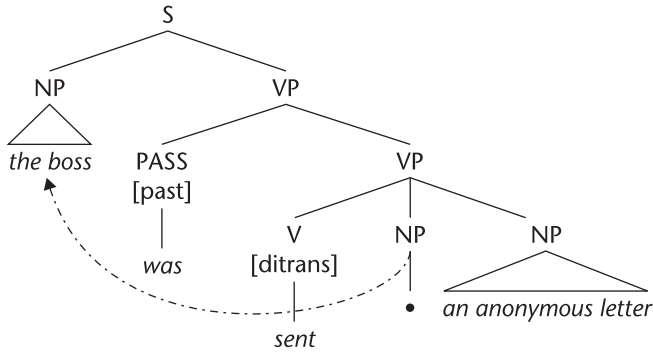 S
NP VP
the boss PASS VP
[past]
V NP NP
was [ditrans]
• an anonymous letter
sent